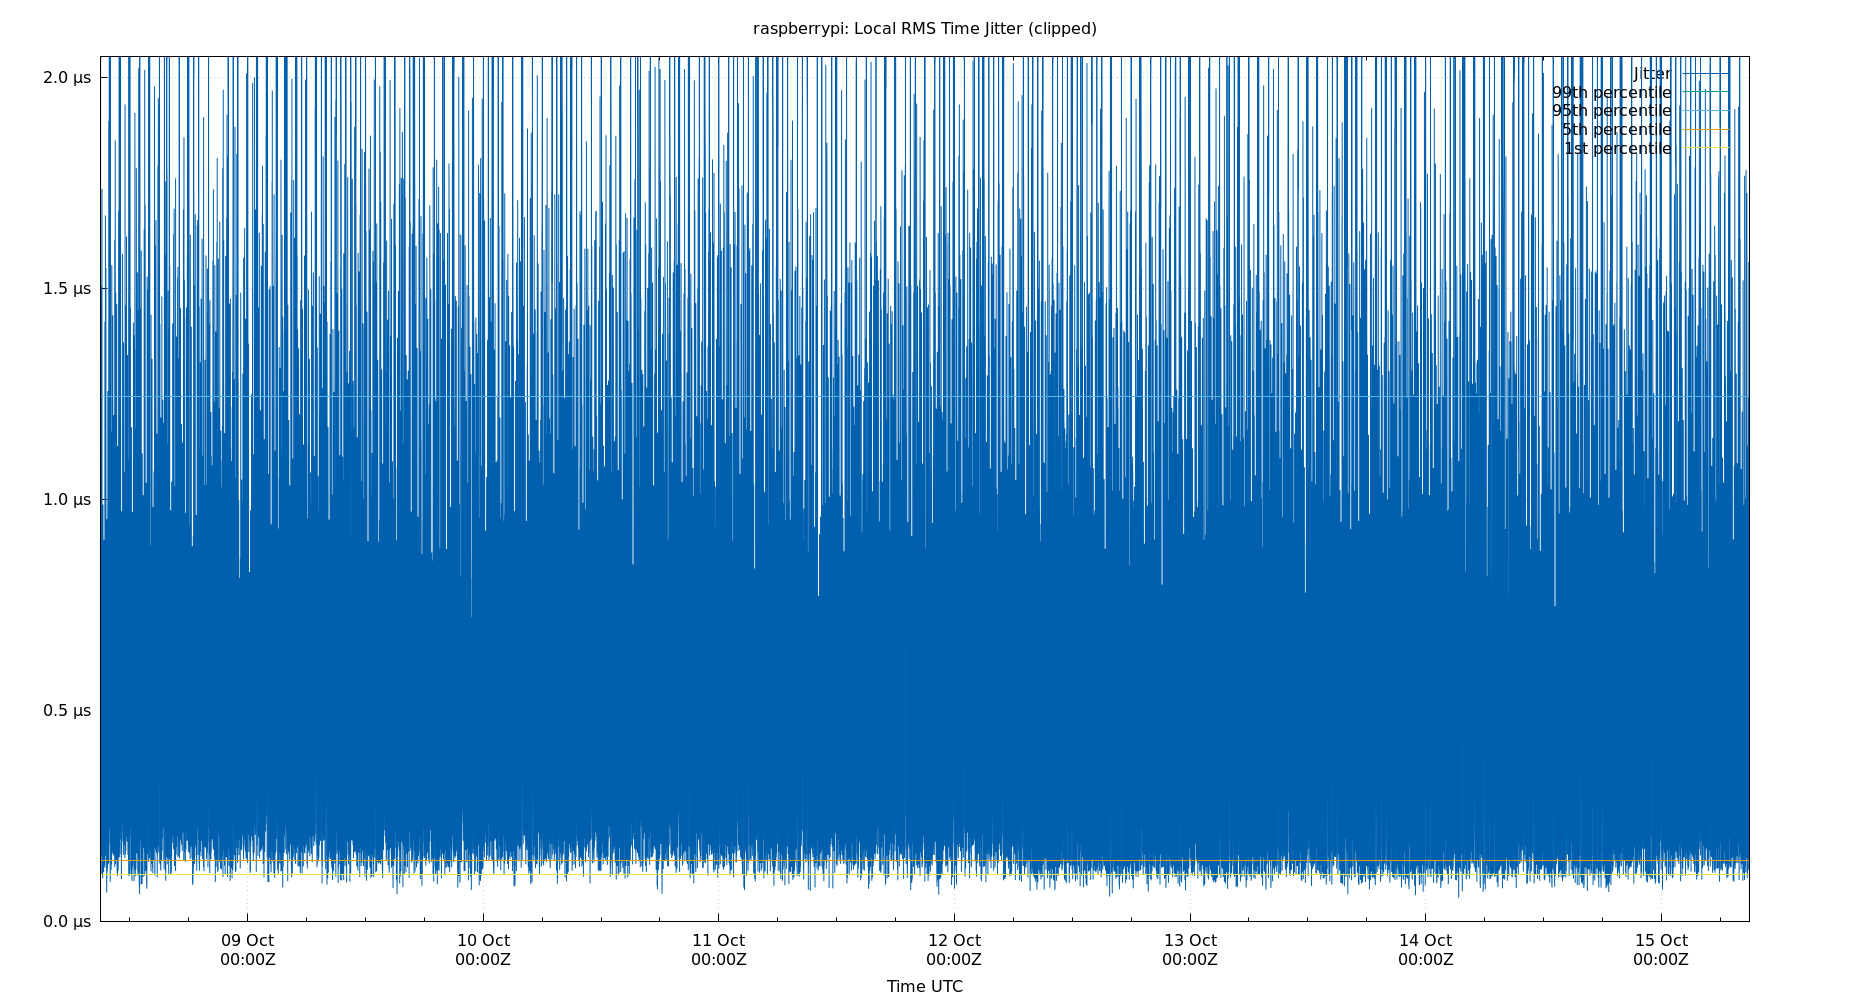 raspberrypi: Local RMS Time Jitter (clipped)
2.0 µs
1.5 µs
1.0 µs
0.5 µs
0.0 µs
Jitter
99th percentile
95th percentile
5th percentile
1st percentile
09 Oct
00:00Z
10 Oct
00:00Z
11 Oct
00:00Z
12 Oct
00:00Z
13 Oct
00:00Z
14 Oct
00:00Z
15 Oct
00:00Z
Time UTC